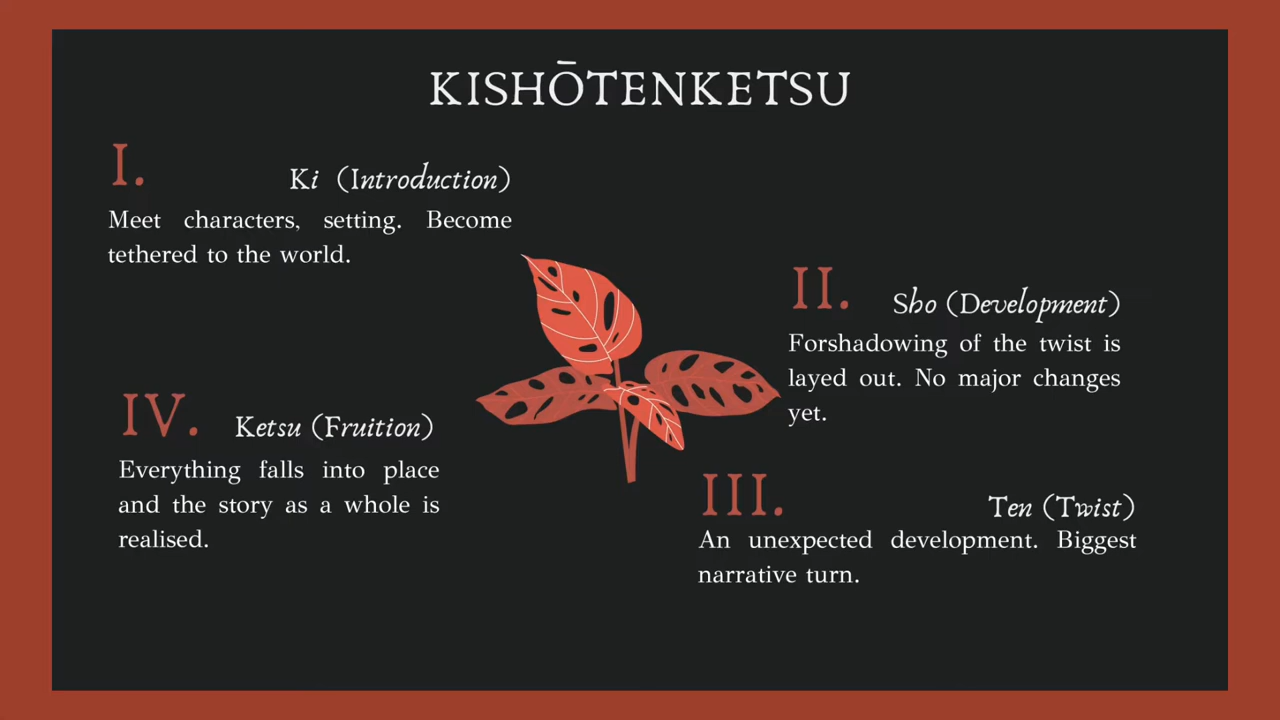 KISHŌTENKETSU
I.
Ki (Introduction)
Meet characters, setting. Become
tethered to the world.
II.
Sho (Development)
Forshadowing of the twist is
layed out. No major changes
yet.
III.
Ten (Twist)
An unexpected development. Biggest
narrative turn.
IV.
Ketsu (Fruition)
Everything falls into place
and the story as a whole is
realised.